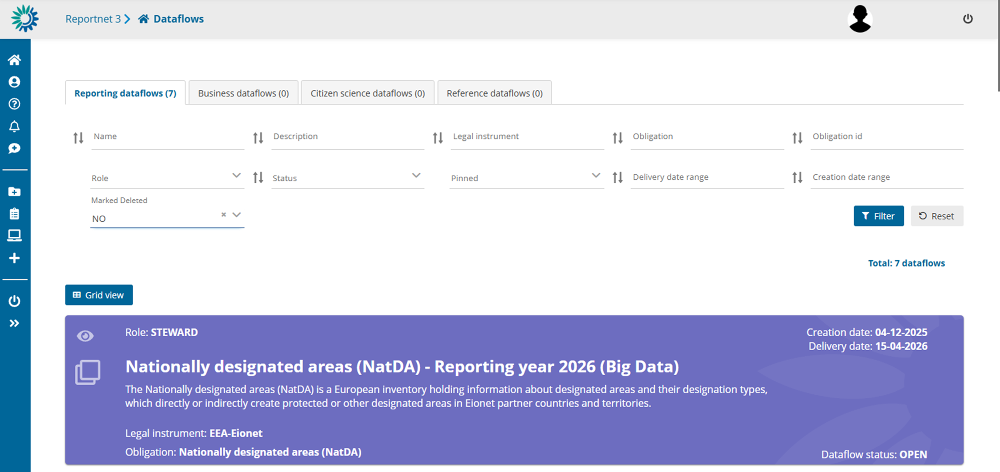 Reportnet 3 Dataflows
Reporting dataflows (7) Business dataflows (0) Citizen science dataflows (0) Reference dataflows (0)
Name Description Legal instrument Obligation Obligation id
Role Status Pinned Delivery date range Creation date range
Marked Deleted
NO
Filter Reset
Total: 7 dataflows
Grid view
Role: STEWARD
Creation date: 04-12-2025
Delivery date: 15-04-2026
Nationally designated areas (NatDA) - Reporting year 2026 (Big Data)
The Nationally designated areas (NatDA) is a European inventory holding information about designated areas and their designation types,
which directly or indirectly create protected or other designated areas in Eionet partner countries and territories.
Legal instrument: EEA-Eionet
Obligation: Nationally designated areas (NatDA)
Dataflow status: OPEN